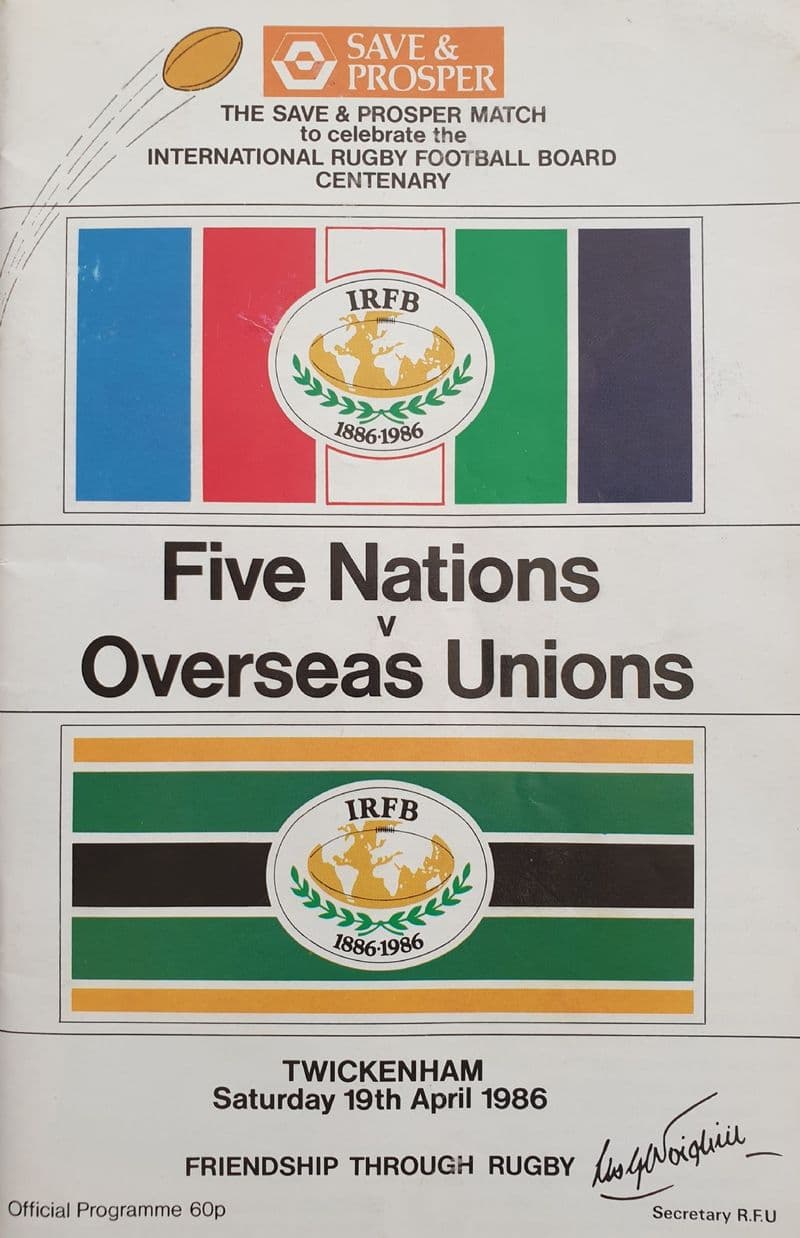 SAVE &
PROSPER
THE SAVE & PROSPER MATCH
to celebrate the
INTERNATIONAL RUGBY FOOTBALL BOARD
CENTENARY
IRFB
1886·1986
Five Nations
v
Overseas Unions
IRFB
1886·1986
TWICKENHAM
Saturday 19th April 1986
FRIENDSHIP THROUGH RUGBY
Official Programme 60p
Secretary R.F.U